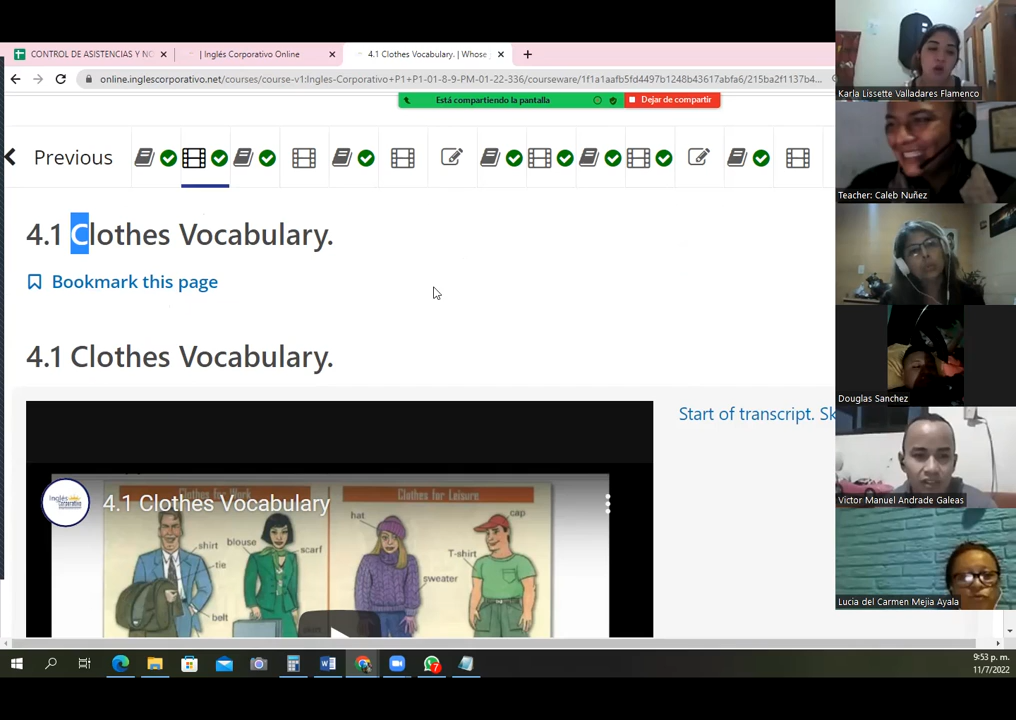 CONTROL DE ASISTENCIAS Y NO
| Inglés Corporativo Online
4.1 Clothes Vocabulary. | Whose
online.inglescorporativo.net/courses/course-v1:Ingles-Corporativo+P1+P1-01-8-9-PM-01-22-336/courseware/1f1a1aafb5fd4497b1248b43617abfa6/215ba2f1137b4...
Está compartiendo la pantalla
Dejar de compartir
Previous
4.1 Clothes Vocabulary.
Bookmark this page
4.1 Clothes Vocabulary.
Start of transcript. Sk
Clothes for Work
Clothes for Leisure
inglés corporativo
4.1 Clothes Vocabulary
hat
cap
shirt
blouse
scarf
tie
T-shirt
sweater
belt
Karla Lissette Valladares Flamenco
Teacher: Caleb Nuñez
Douglas Sanchez
Victor Manuel Andrade Galeas
Lucia del Carmen Mejia Ayala
7
9:53 p. m.
11/7/2022